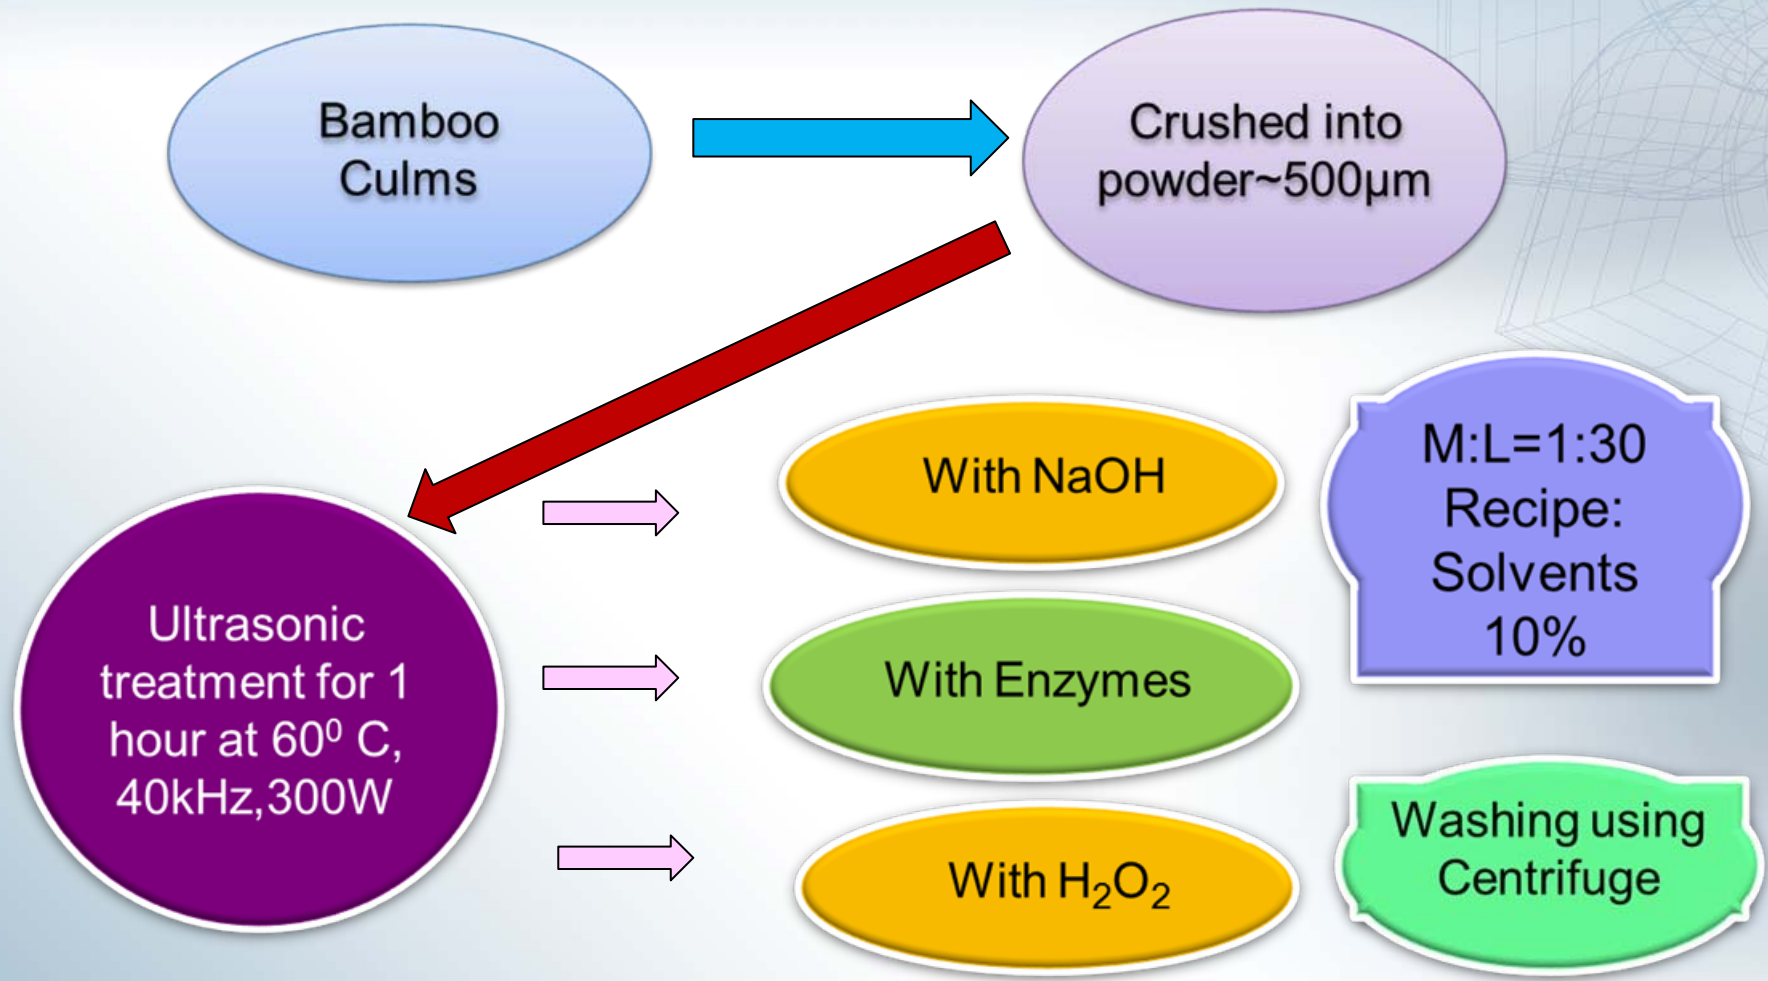 Bamboo
Culms
Crushed into
powder~500µm
Ultrasonic
treatment for 1
hour at 60⁰ C,
40kHz,300W
With NaOH
With Enzymes
With H₂O₂
M:L=1:30
Recipe:
Solvents
10%
Washing using
Centrifuge